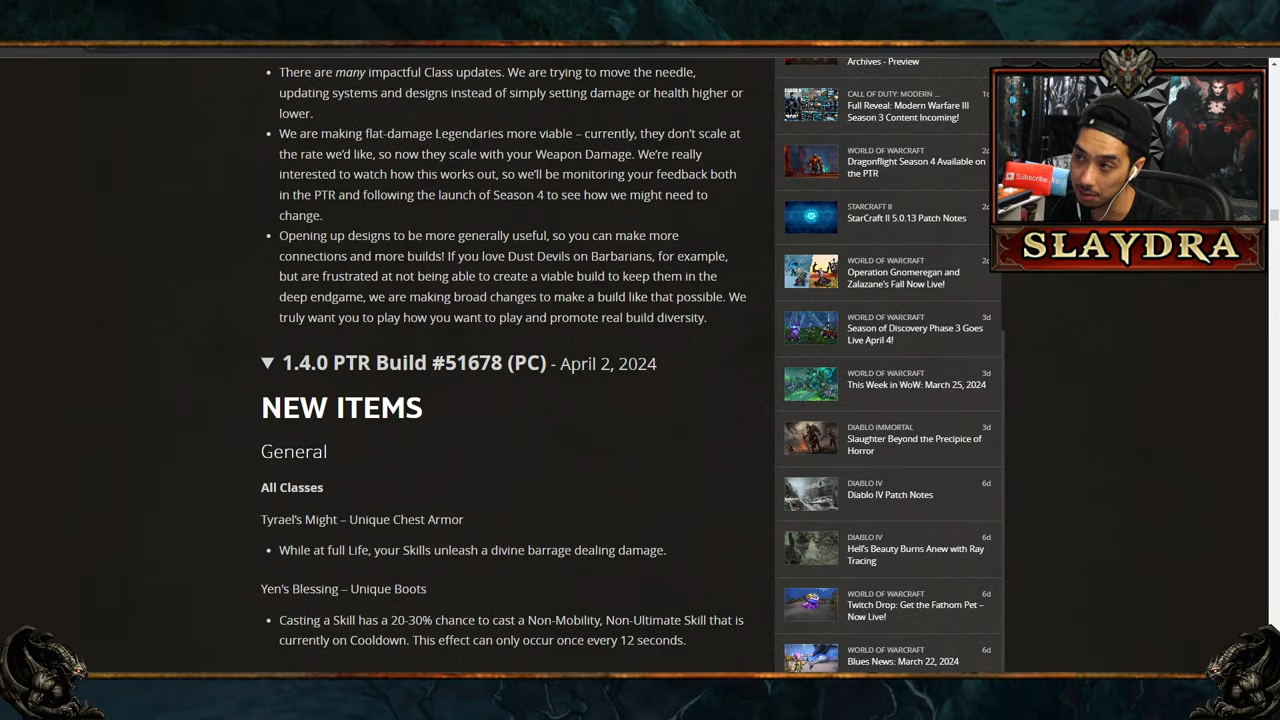 There are many impactful Class updates. We are trying to move the needle,
updating systems and designs instead of simply setting damage or health higher or
lower.
We are making flat-damage Legendaries more viable – currently, they don't scale at
the rate we'd like, so now they scale with your Weapon Damage. We're really
interested to watch how this works out, so we'll be monitoring your feedback both
in the PTR and following the launch of Season 4 to see how we might need to
change.
Opening up designs to be more generally useful, so you can make more
connections and more builds! If you love Dust Devils on Barbarians, for example,
but are frustrated at not being able to create a viable build to keep them in the
deep endgame, we are making broad changes to make a build like that possible. We
truly want you to play how you want to play and promote real build diversity.
1.4.0 PTR Build #51678 (PC) - April 2, 2024
NEW ITEMS
General
All Classes
Tyrael's Might – Unique Chest Armor
While at full Life, your Skills unleash a divine barrage dealing damage.
Yen's Blessing – Unique Boots
Casting a Skill has a 20-30% chance to cast a Non-Mobility, Non-Ultimate Skill that is
currently on Cooldown. This effect can only occur once every 12 seconds.
Archives - Preview
CALL OF DUTY: MODERN ...
Full Reveal: Modern Warfare III
Season 3 Content Incoming!
WORLD OF WARCRAFT
Dragonflight Season 4 Available on
the PTR
STARCRAFT II
StarCraft II 5.0.13 Patch Notes
WORLD OF WARCRAFT
Operation Gnomeregan and
Zalazane's Fall Now Live!
WORLD OF WARCRAFT 3d
Season of Discovery Phase 3 Goes
Live April 4!
WORLD OF WARCRAFT 3d
This Week in WoW: March 25, 2024
DIABLO IMMORTAL 3d
Slaughter Beyond the Precipice of
Horror
DIABLO IV 6d
Diablo IV Patch Notes
DIABLO IV 6d
Hell's Beauty Burns Anew with Ray
Tracing
WORLD OF WARCRAFT 6d
Twitch Drop: Get the Fathom Pet –
Now Live!
WORLD OF WARCRAFT 6d
Blues News: March 22, 2024
Subscribe
SLAYDRA